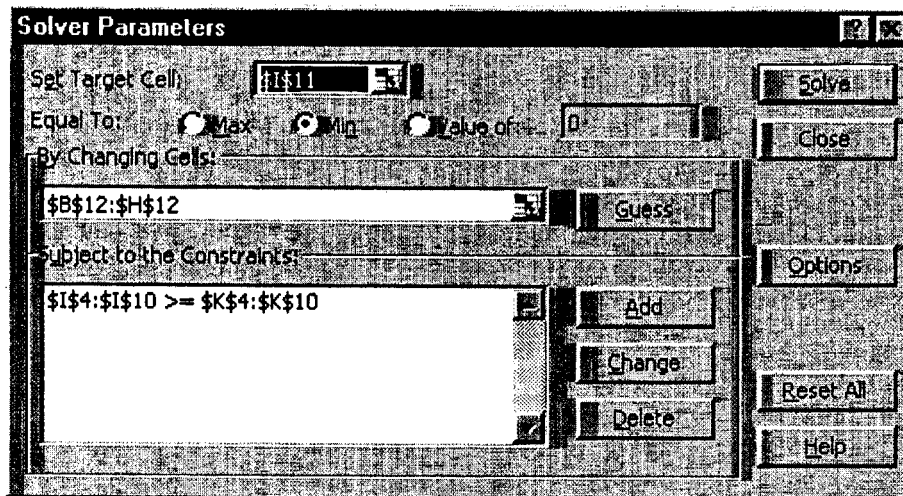 Solver Parameters
Set Target Cell: $I$11 Solve
Equal To: Max Min Value of: 0 Close
By Changing Cells:
$B$12:$H$12 Guess
Subject to the Constraints: Options
$I$4:$I$10 >= $K$4:$K$10 Add
Change
Reset All
Delete
Help